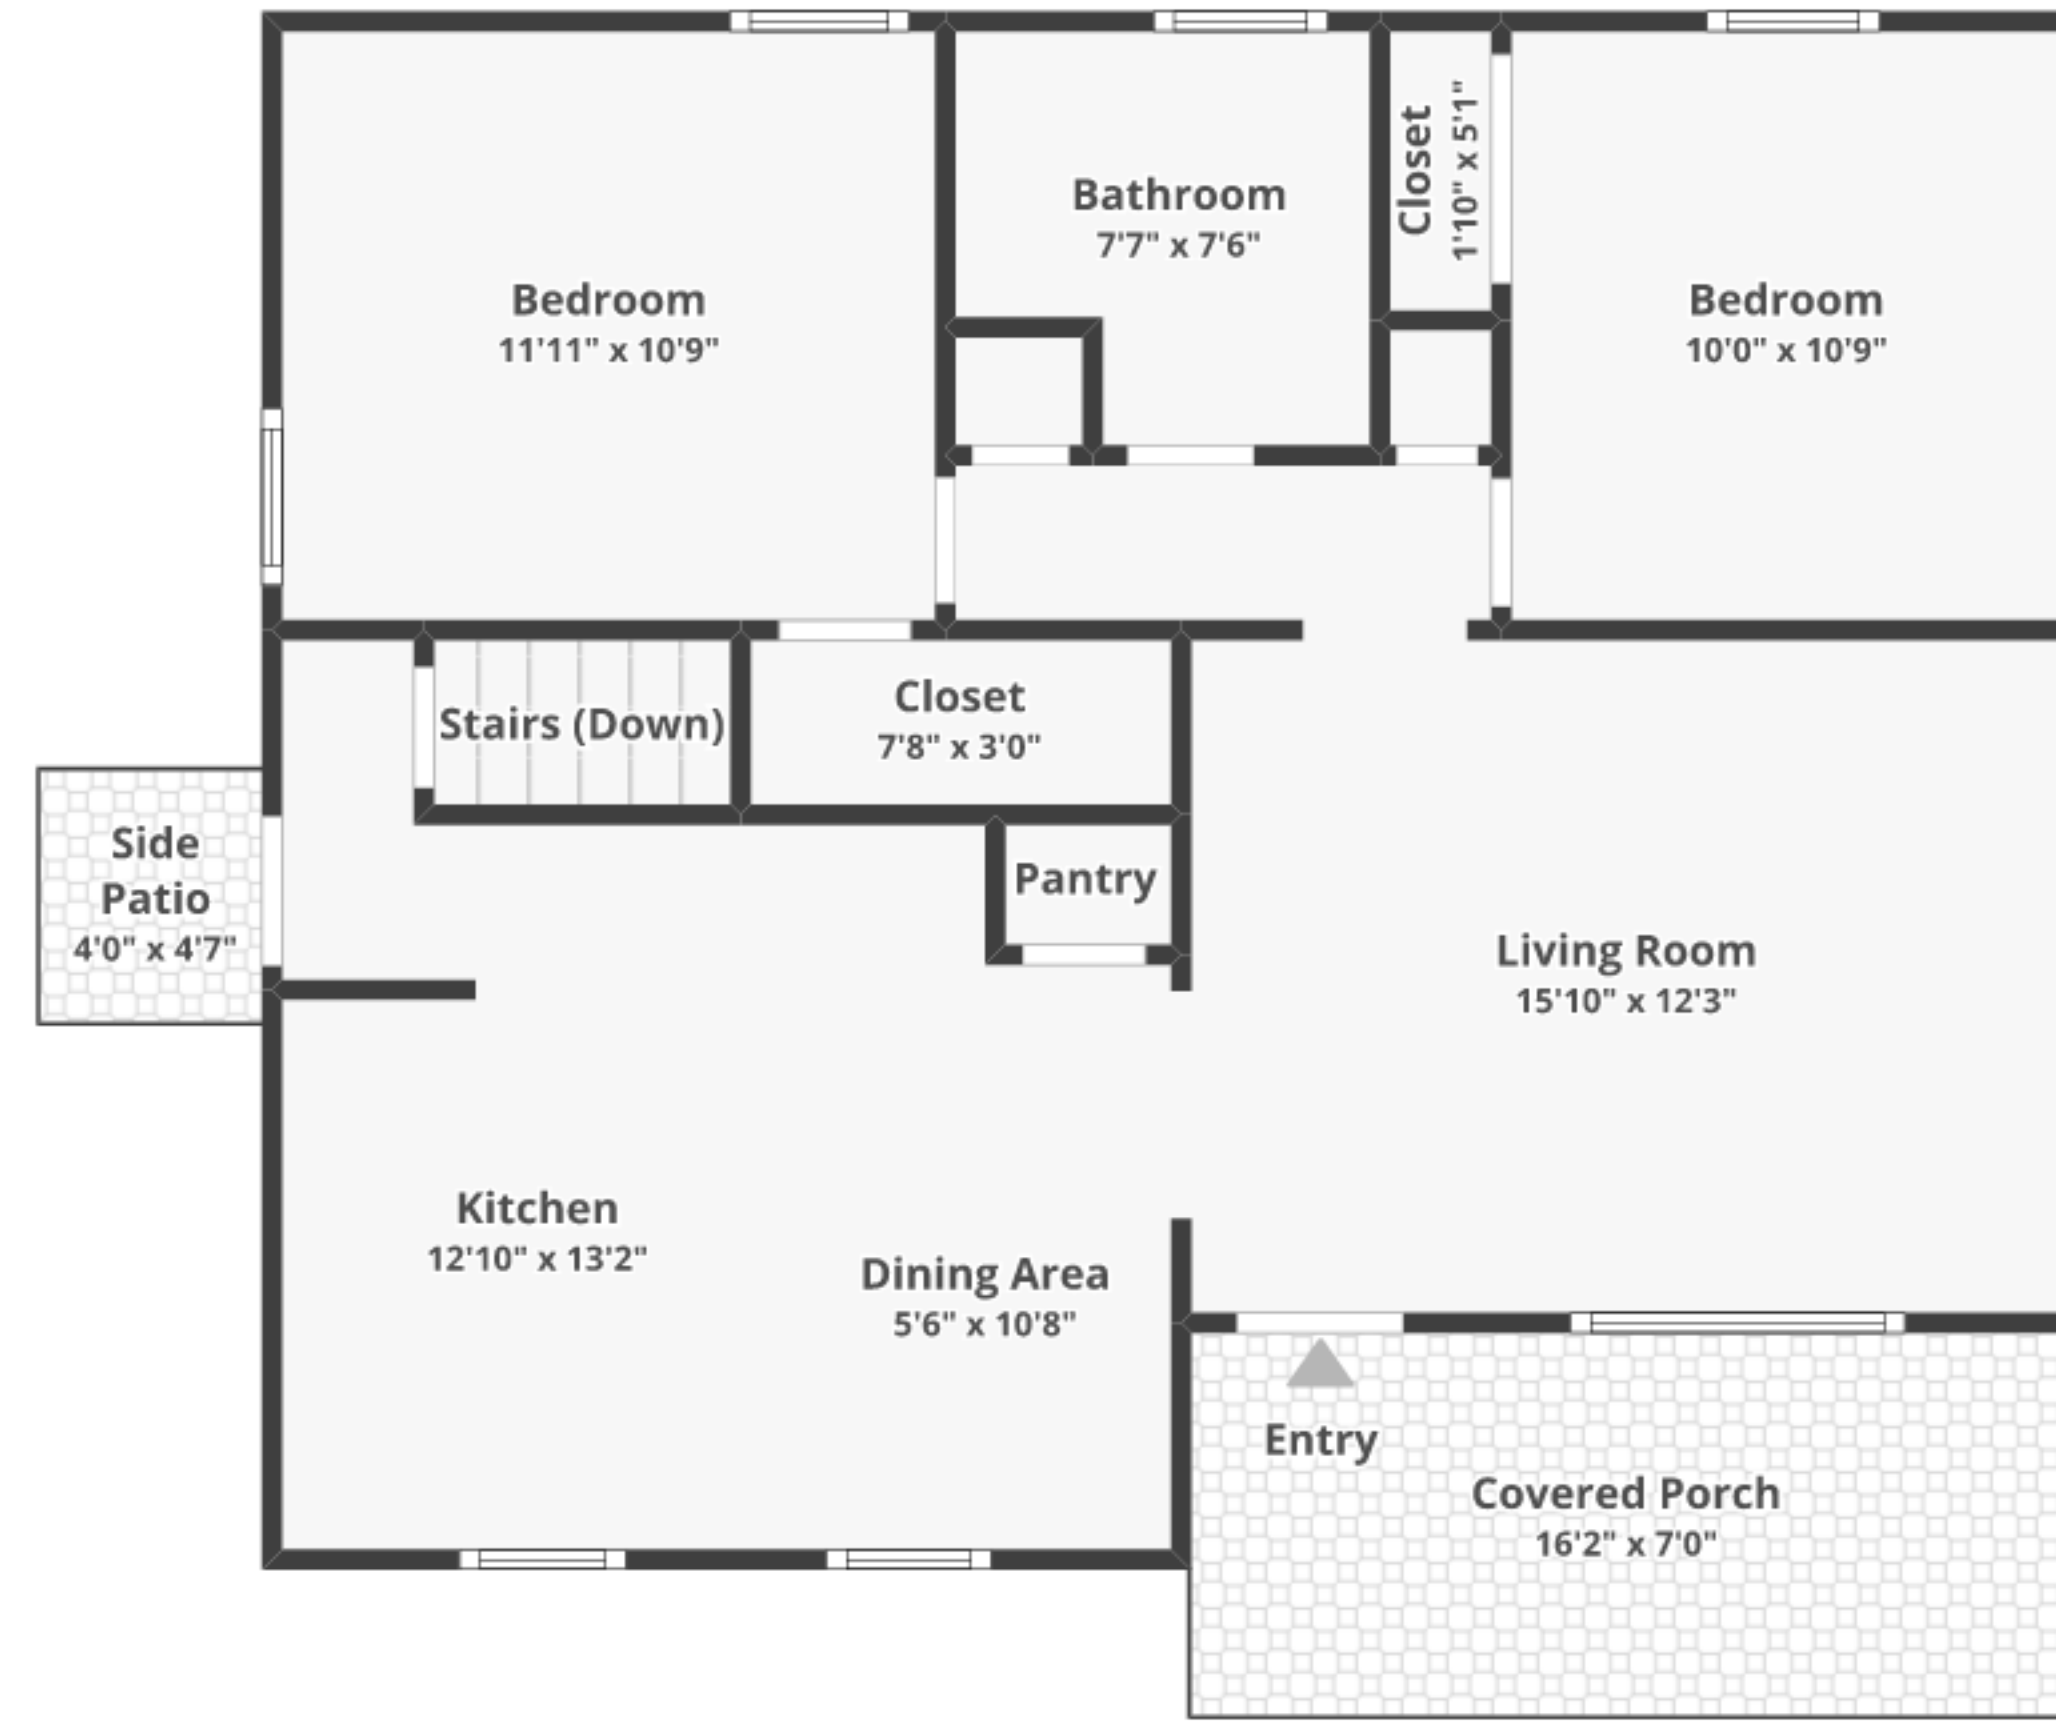 Bedroom
11'11" x 10'9"
Bathroom
7'7" x 7'6"
Closet
1'10" x 5'1"
Bedroom
10'0" x 10'9"
Stairs (Down)
Closet
7'8" x 3'0"
Side
Patio
4'0" x 4'7"
Pantry
Living Room
15'10" x 12'3"
Kitchen
12'10" x 13'2"
Dining Area
5'6" x 10'8"
Entry
Covered Porch
16'2" x 7'0"